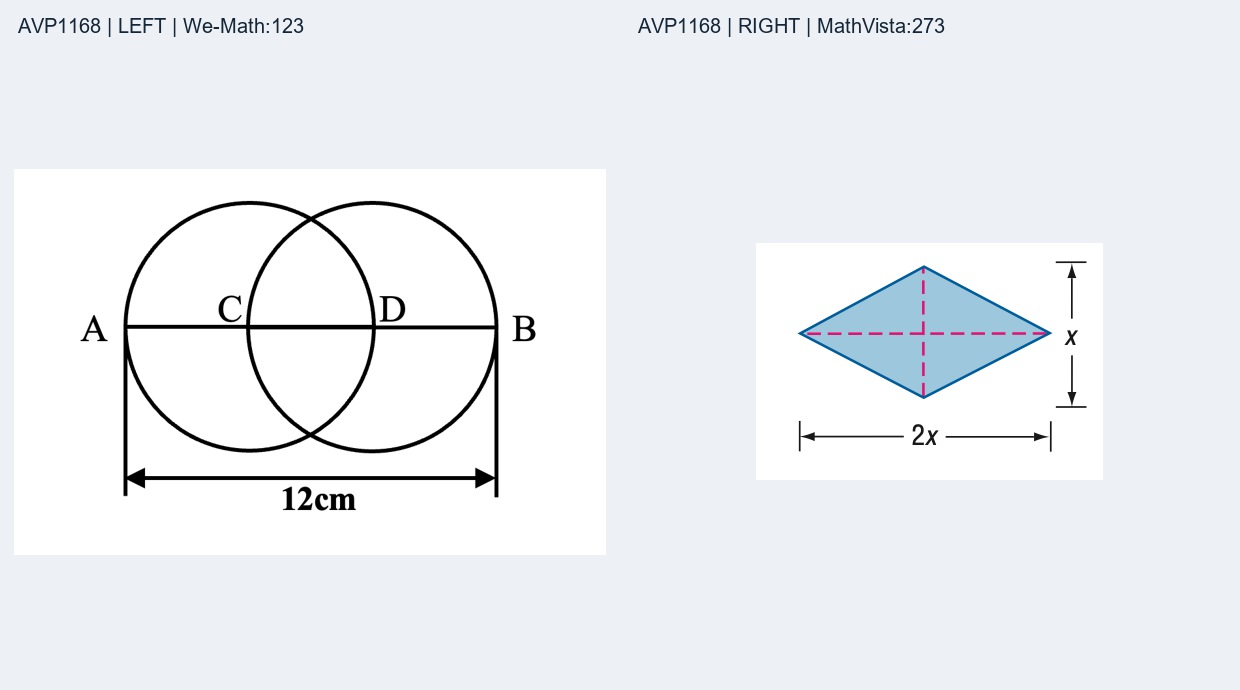 AVP1168 | LEFT | We-Math:123
AVP1168 | RIGHT | MathVista:273
A
C
D
B
12cm
x
2x